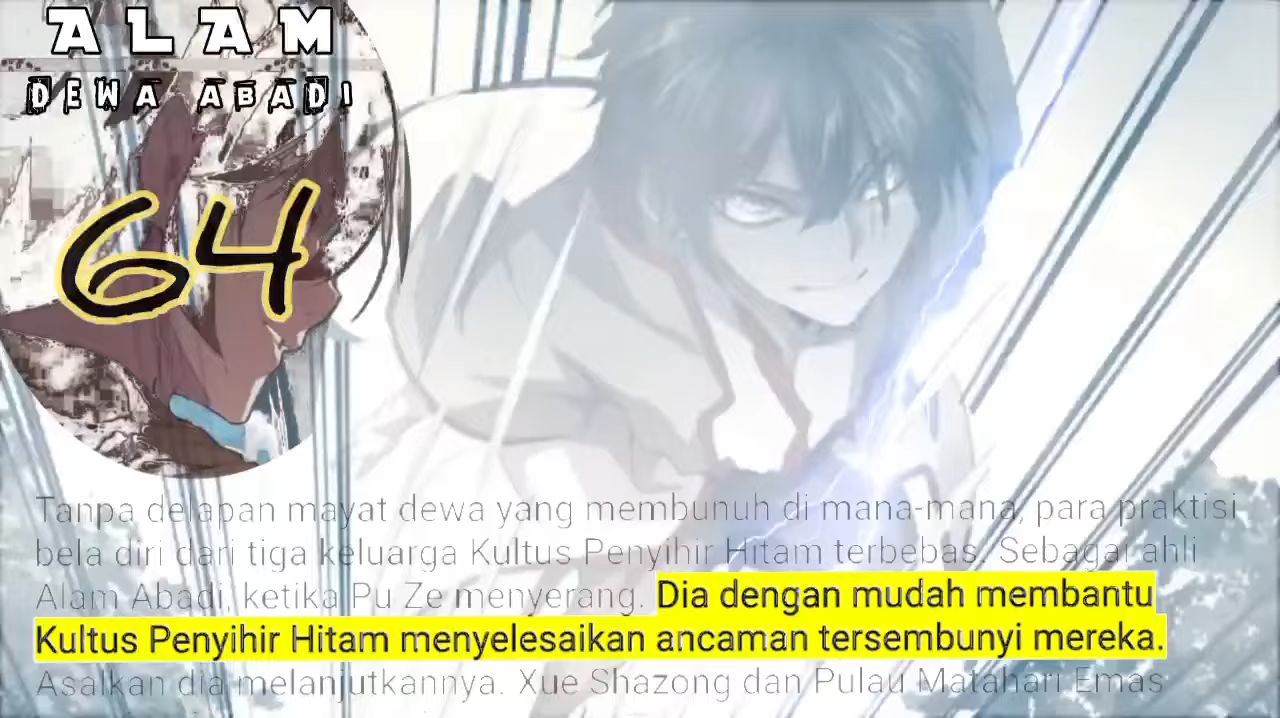 ALAM
DEWA ABADI
64
Tanpa delapan mayat dewa yang membunuh di mana-mana, para praktisi
bela diri dari tiga keluarga Kultus Penyihir Hitam terbebas. Sebagai ahli
Alam Abadi, ketika Pu Ze menyerang. Dia dengan mudah membantu
Kultus Penyihir Hitam menyelesaikan ancaman tersembunyi mereka.
Asalkan dia melanjutkannya. Xue Shazong dan Pulau Matahari Emas